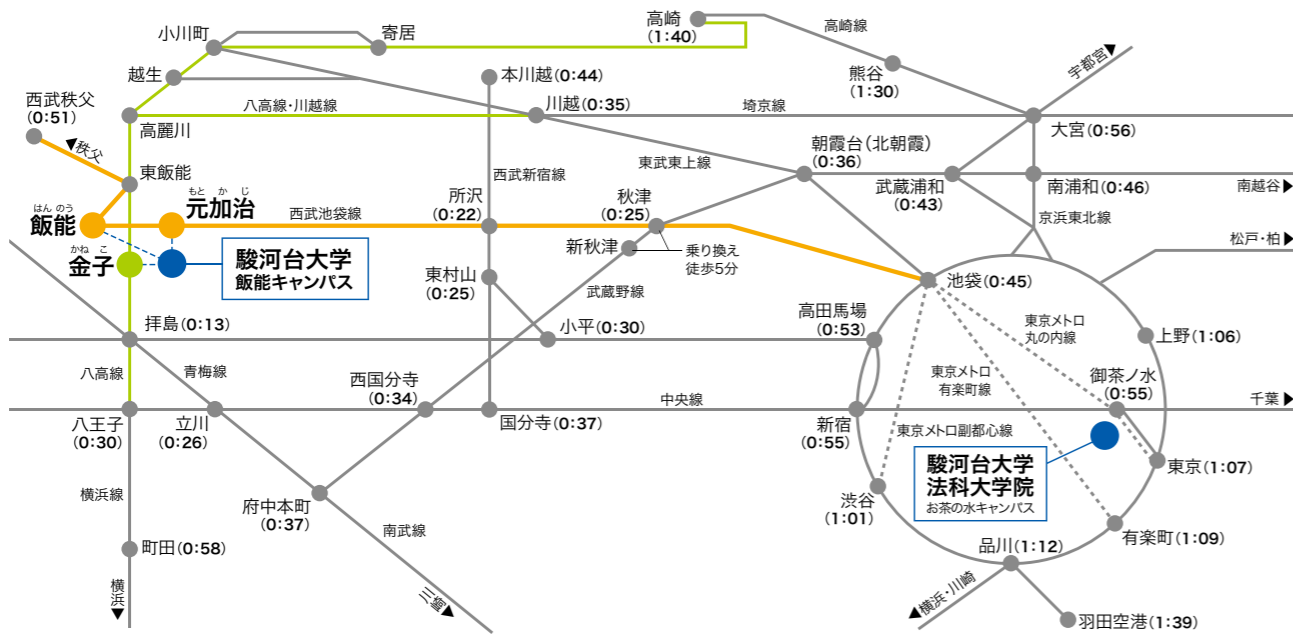 高崎
(1:40)
高崎線
小川町
寄居
宇都宮▶
熊谷
(1:30)
越生
本川越(0:44)
西武秩父
(0:51)
八高線・川越線
川越(0:35)
埼京線
高麗川
大宮(0:56)
◀秩父
朝霞台(北朝霞)
(0:36)
東武東上線
東飯能
西武新宿線
武蔵浦和
(0:43)
南浦和(0:46)
南越谷▶
もと か じ
元加治
所沢
(0:22)
秋津
(0:25)
京浜東北線
はん のう
飯能
西武池袋線
新秋津
乗り換え
徒歩5分
松戸・柏▶
かね こ
金子
駿河台大学
飯能キャンパス
東村山
(0:25)
武蔵野線
池袋(0:45)
高田馬場
(0:53)
東京メトロ
丸の内線
拝島(0:13)
小平(0:30)
上野(1:06)
東京メトロ
有楽町線
御茶ノ水
(0:55)
八高線
青梅線
西国分寺
(0:34)
中央線
千葉▶
八王子
(0:30)
立川
(0:26)
国分寺(0:37)
新宿
(0:55)
東京メトロ副都心線
駿河台大学
法科大学院
お茶の水キャンパス
東京(1:07)
横浜線
府中本町
(0:37)
渋谷
(1:01)
南武線
有楽町(1:09)
品川(1:12)
町田(0:58)
横浜▶
川崎▶
◀横浜・川崎
羽田空港(1:39)